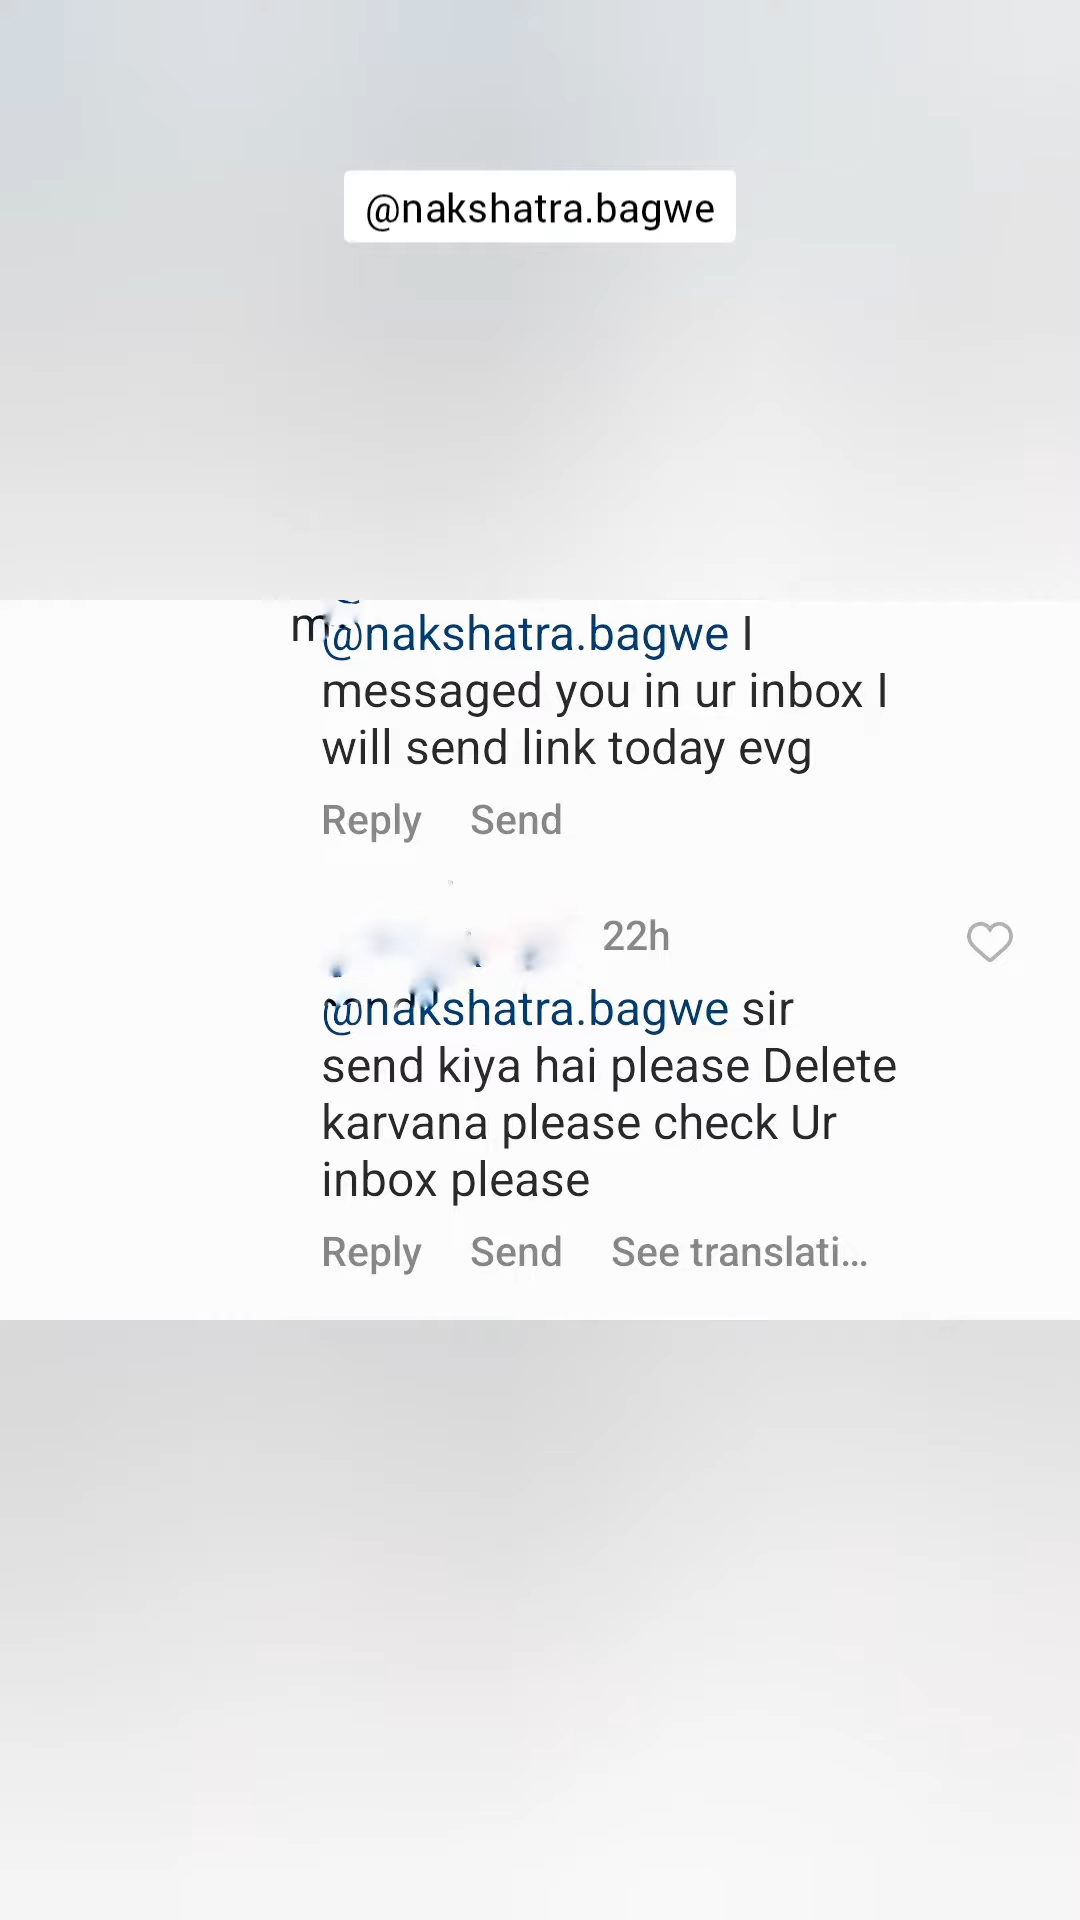 @nakshatra.bagwe
@nakshatra.bagwe I
messaged you in ur inbox I
will send link today evg
Reply Send
22h
@nakshatra.bagwe sir
send kiya hai please Delete
karvana please check Ur
inbox please
Reply Send See translati...